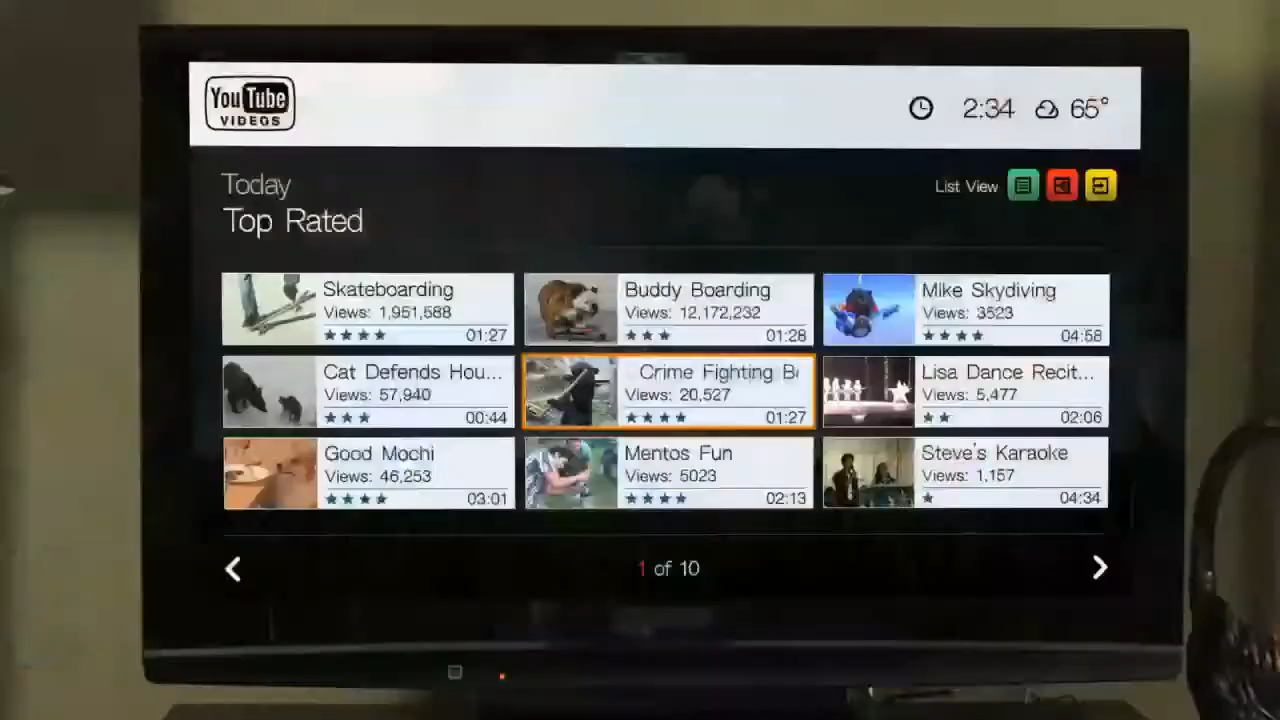 YouTube
VIDEOS
2:34
65°
Today
Top Rated
List View
Skateboarding
Views: 1,951,588
01:27
Buddy Boarding
Views: 12,172,232
01:28
Mike Skydiving
Views: 3523
04:58
Cat Defends Hou...
Views: 57,940
00:44
Crime Fighting B
Views: 20,527
01:27
Lisa Dance Recit...
Views: 5,477
02:06
Good Mochi
Views: 46,253
03:01
Mentos Fun
Views: 5023
02:13
Steve's Karaoke
Views: 1,157
04:34
1 of 10